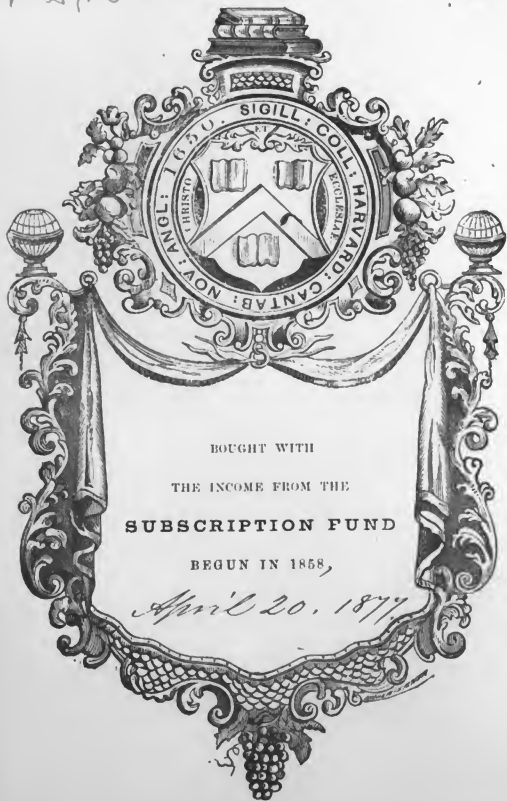 SIGILL: COLL: HARVARD: CANTAB: NOV: ANGL: 1650.
CHRISTO
ET
ECCLESIAE
BOUGHT WITH
THE INCOME FROM THE
SUBSCRIPTION FUND
BEGUN IN 1858,
April 20. 1877